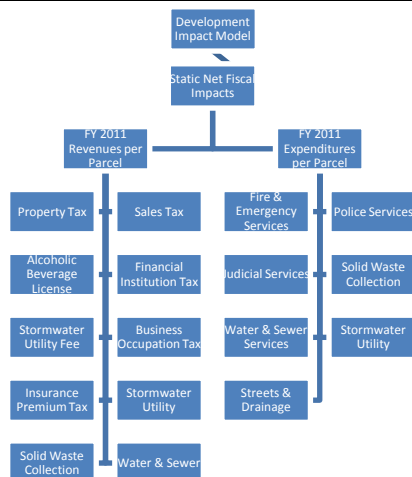 Development
Impact Model
Static Net Fiscal
Impacts
FY 2011
Revenues per
Parcel
FY 2011
Expenditures
per Parcel
Property Tax
Sales Tax
Fire &
Emergency
Services
Police Services
Alcoholic
Beverage
License
Financial
Institution Tax
Judicial Services
Solid Waste
Collection
Stormwater
Utility Fee
Business
Occupation Tax
Water & Sewer
Services
Stormwater
Utility
Insurance
Premium Tax
Stormwater
Utility
Streets &
Drainage
Solid Waste
Collection
Water & Sewer